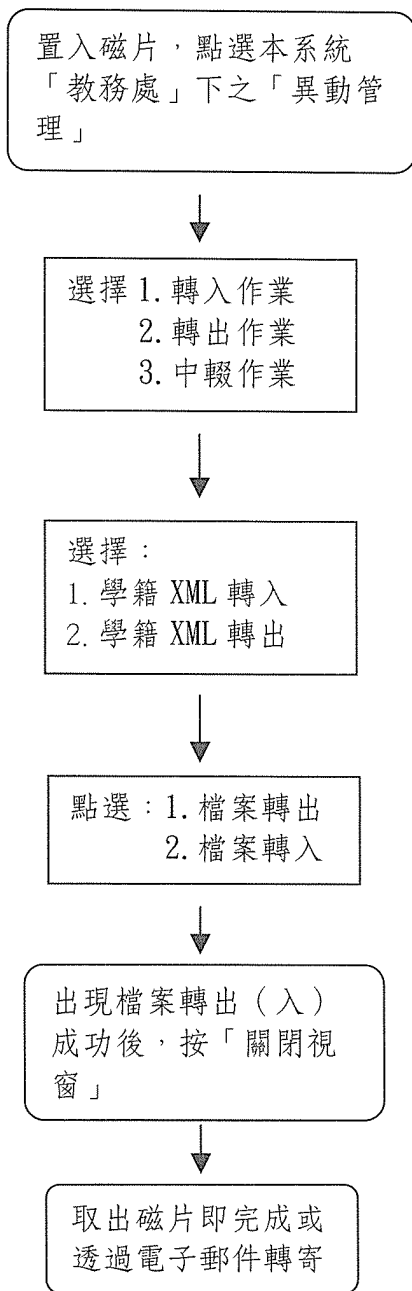 置入磁片，點選本系統
「教務處」下之「異動管
理」
選擇 1. 轉入作業
2. 轉出作業
3. 中輟作業
選擇：
1. 學籍 XML 轉入
2. 學籍 XML 轉出
點選：1. 檔案轉出
2. 檔案轉入
出現檔案轉出（入）
成功後，按「關閉視
窗」
取出磁片即完成或
透過電子郵件轉寄